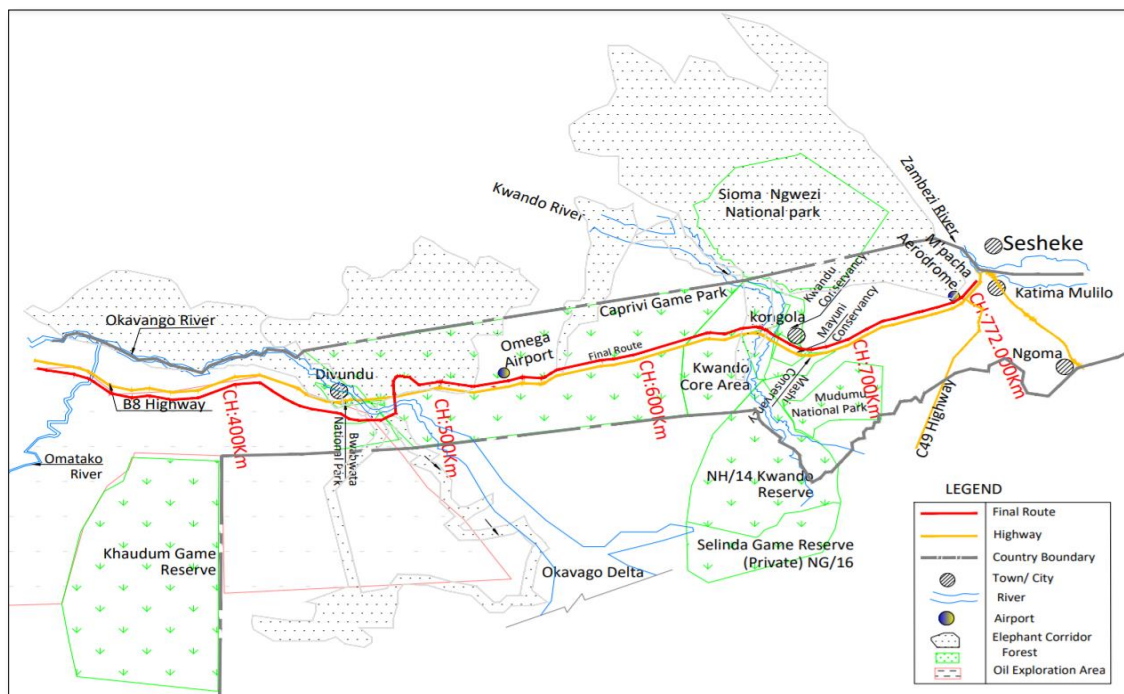 Sioma Ngwezi
National park
Kwando River
Zambezi River
M'pacha
Aerodrome
Sesheke
Katima Mulilo
Kwandu
Conservancy
Caprivi Game Park
Okavango River
korigola
Mayuni
Conservancy
CH:772.000Km
Omega
Airport
Final Route
Divundu
Ngoma
Kwando
Core Area
Mashi
Conservancy
Mudumu
National Park
CH:700Km
CH:600Km
B8 Highway
CH:400Km
CH:500Km
Bwabwata
National Park
C49 Highway
Omatako
River
NH/14 Kwando
Reserve
Khaudum Game
Reserve
Selinda Game Reserve
(Private) NG/16
Okavago Delta
LEGEND
Final Route
Highway
Country Boundary
Town/ City
River
Airport
Elephant Corridor
Forest
Oil Exploration Area